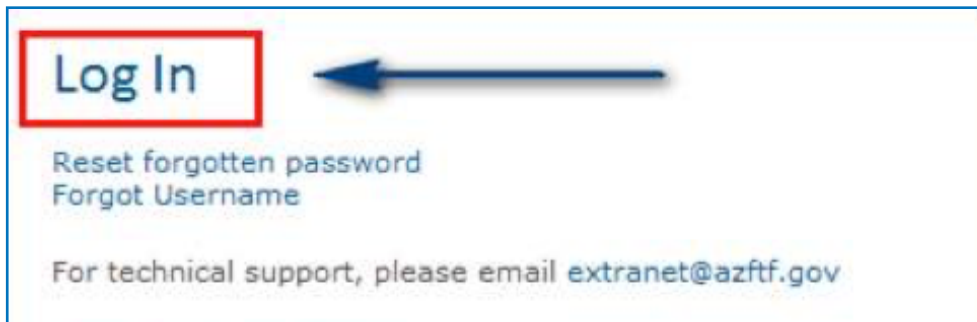 Log In
Reset forgotten password
Forgot Username
For technical support, please email extranet@azftf.gov